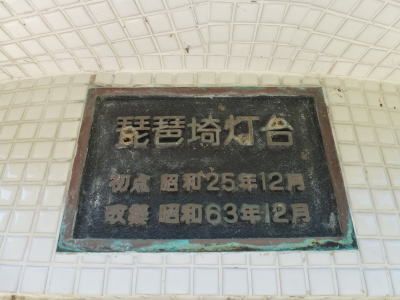 琵琶埼灯台
初点 昭和25年12月
改築 昭和63年12月